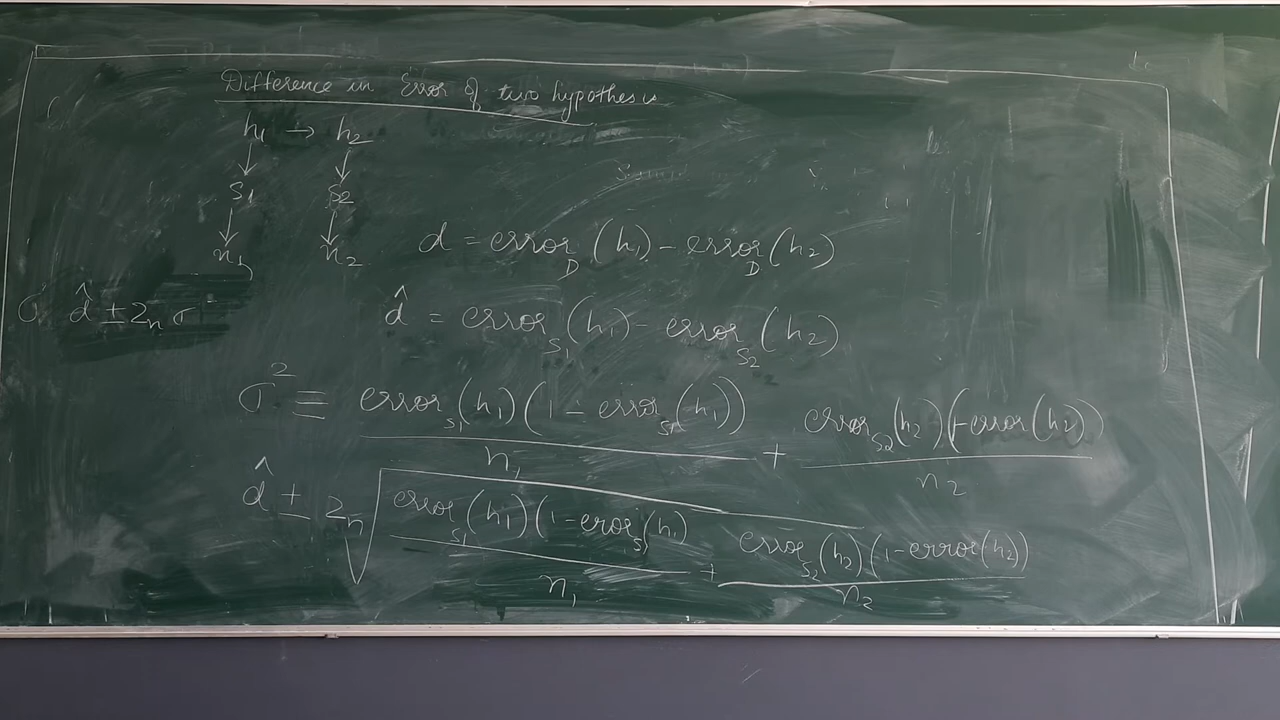 Difference in Error of two hypothesis
h₁ → h₂
↓ ↓
S₁ S₂
↓ ↓
n₁ n₂
d = error_D (h₁) - error_D (h₂)
σ d̂ ± z_n σ
d̂ = error_S₁ (h₁) - error_S₂ (h₂)
σ² ≡ error_S₁ (h₁) (1 - error_S₁ (h₁)) / n₁ + error_S₂ (h₂) (1-error (h₂)) / n₂
d̂ ± z_n √ error_S₁ (h₁) (1 - eror_S₁ (h₁) / n₁ + error_S₂ (h₂) (1-error (h₂)) / n₂